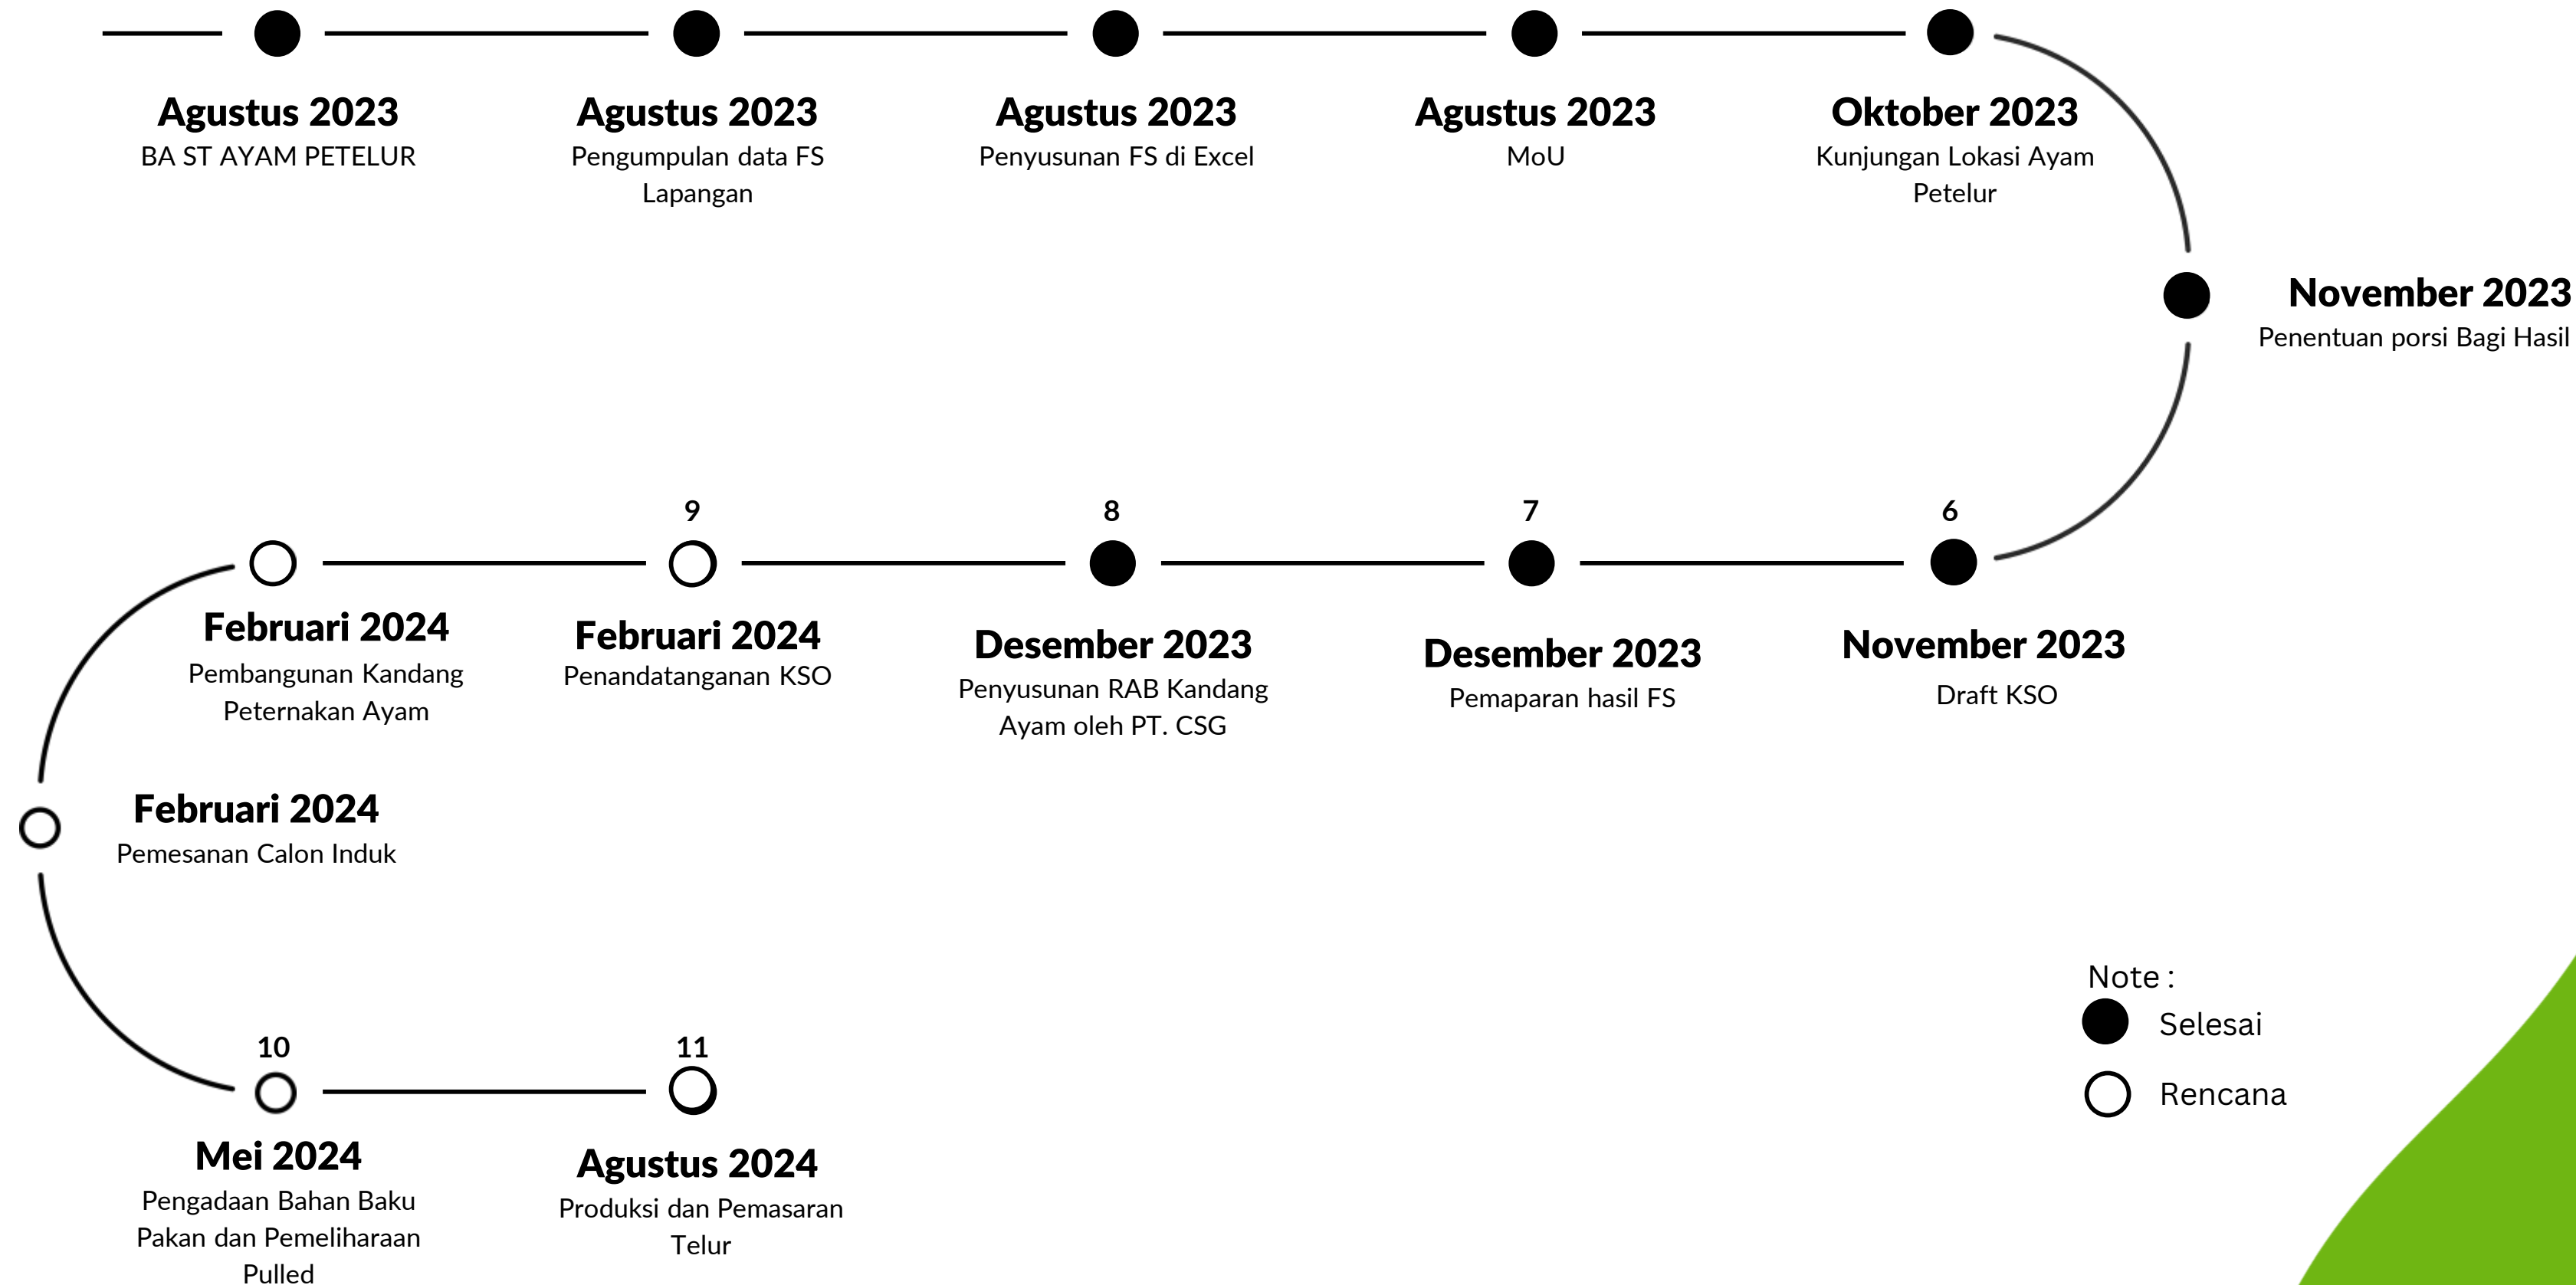 Agustus 2023
BA ST AYAM PETELUR
Agustus 2023
Pengumpulan data FS
Lapangan
Agustus 2023
Penyusunan FS di Excel
Agustus 2023
MoU
Oktober 2023
Kunjungan Lokasi Ayam
Petelur
November 2023
Penentuan porsi Bagi Hasil
6
November 2023
Draft KSO
7
Desember 2023
Pemaparan hasil FS
8
Desember 2023
Penyusunan RAB Kandang
Ayam oleh PT. CSG
9
Februari 2024
Penandatanganan KSO
Februari 2024
Pembangunan Kandang
Peternakan Ayam
Februari 2024
Pemesanan Calon Induk
10
Mei 2024
Pengadaan Bahan Baku
Pakan dan Pemeliharaan
Pulled
11
Agustus 2024
Produksi dan Pemasaran
Telur
Note :
Selesai
Rencana